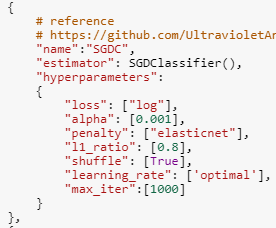 {
# reference
# https://github.com/UltravioletAr
"name":"SGDC",
"estimator": SGDClassifier(),
"hyperparameters":
{
"loss": ["log"],
"alpha": [0.001],
"penalty": ["elasticnet"],
"l1_ratio": [0.8],
"shuffle": [True],
"learning_rate": ['optimal'],
"max_iter":[1000]
}
},